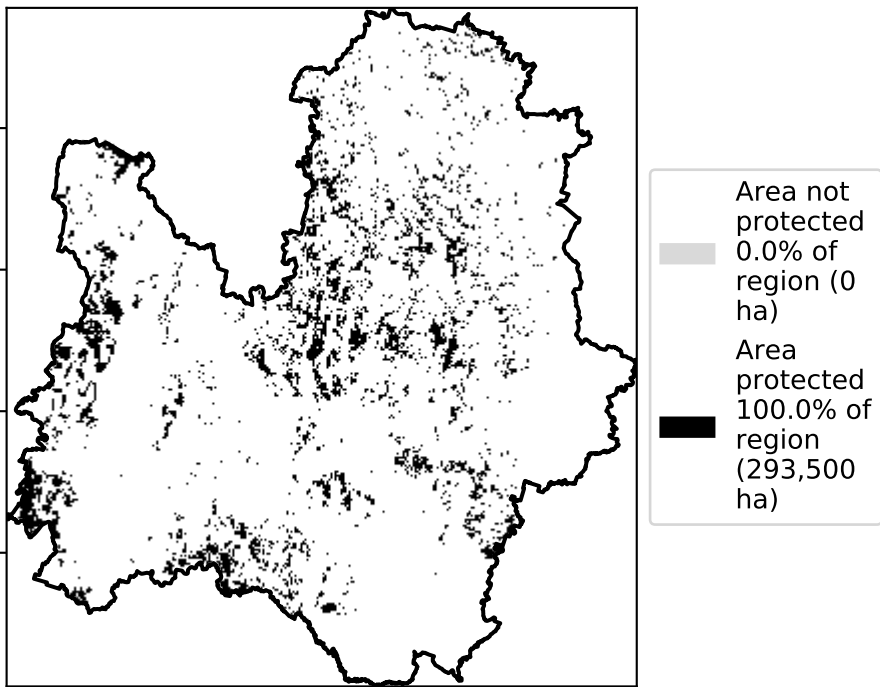 Area not
protected
0.0% of
region (0
ha)
Area
protected
100.0% of
region
(293,500
ha)